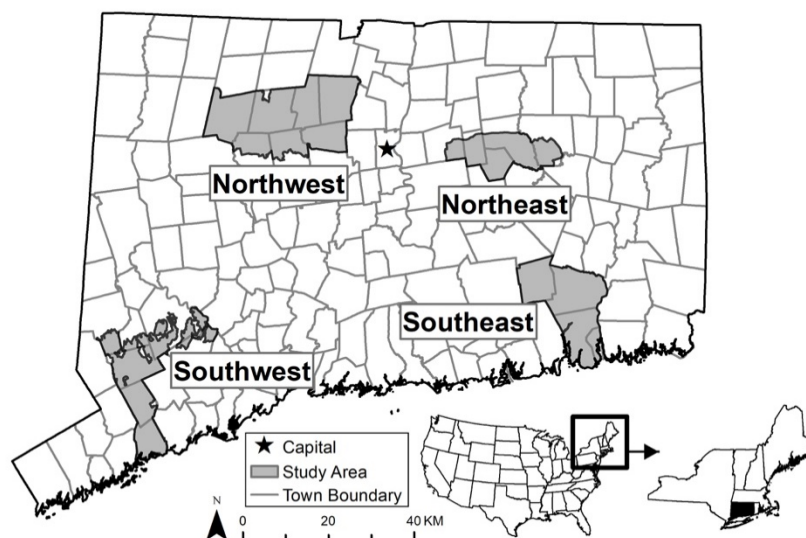 Northwest
Northeast
Southeast
Southwest
★ Capital
Study Area
Town Boundary
N
0 20 40 KM